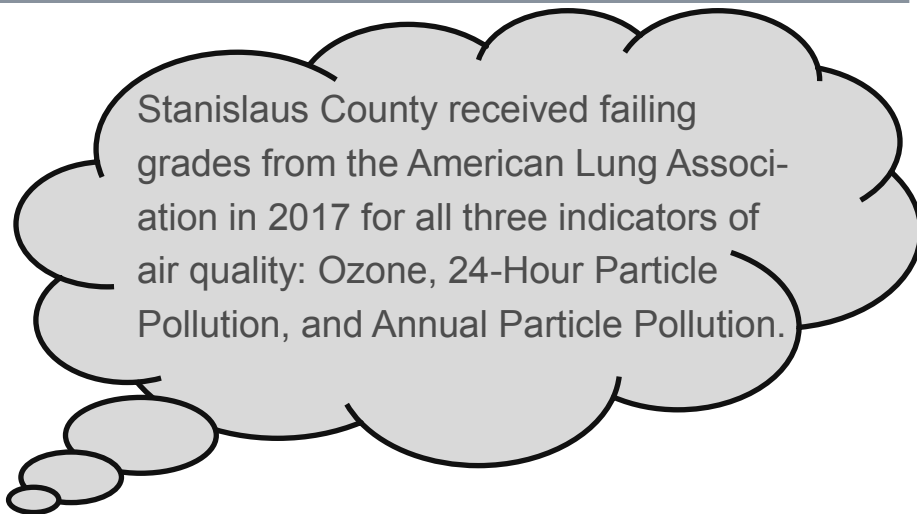 Stanislaus County received failing
grades from the American Lung Associ-
ation in 2017 for all three indicators of
air quality: Ozone, 24-Hour Particle
Pollution, and Annual Particle Pollution.